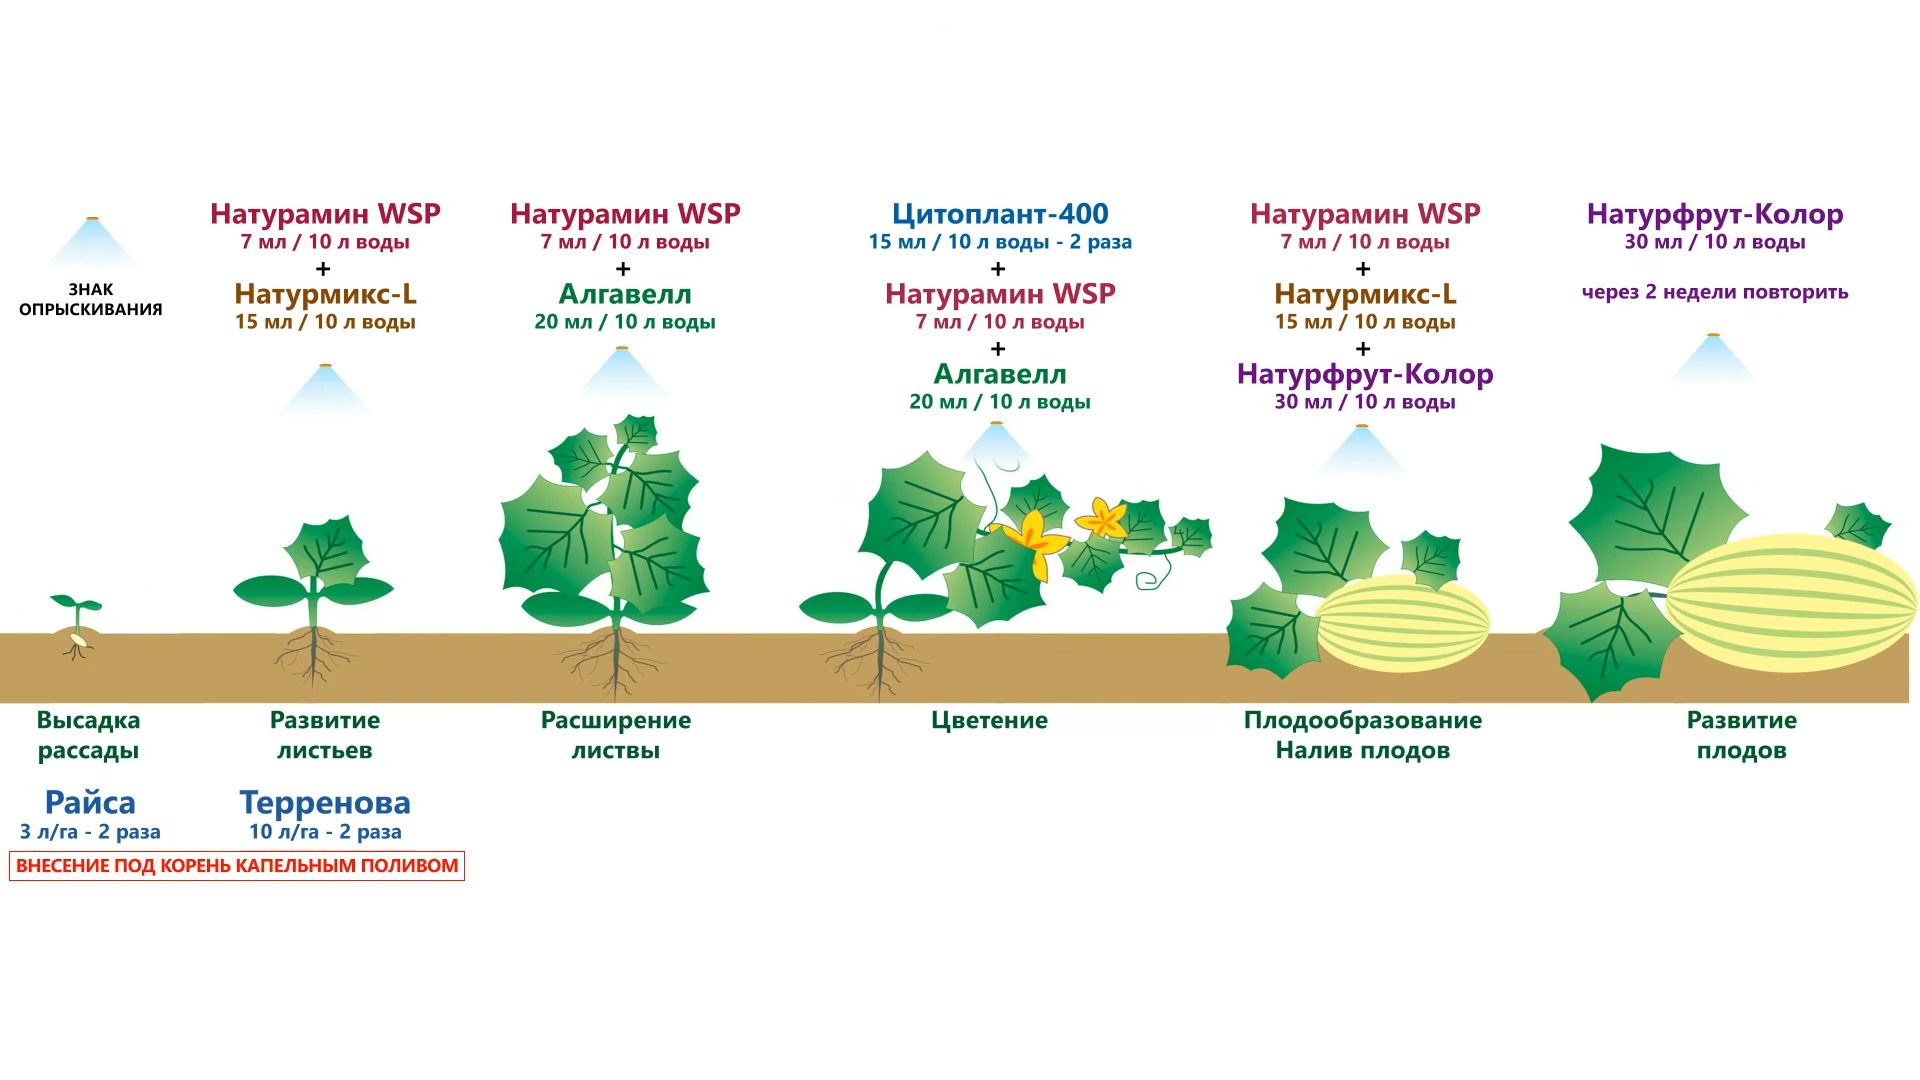 ЗНАК
ОПРЫСКИВАНИЯ
Натурамин WSP
7 мл / 10 л воды
+
Натурмикс-L
15 мл / 10 л воды
Натурамин WSP
7 мл / 10 л воды
+
Алгавелл
20 мл / 10 л воды
Цитоплант-400
15 мл / 10 л воды - 2 раза
+
Натурамин WSP
7 мл / 10 л воды
+
Алгавелл
20 мл / 10 л воды
Натурамин WSP
7 мл / 10 л воды
+
Натурмикс-L
15 мл / 10 л воды
+
Натурфрут-Колор
30 мл / 10 л воды
Натурфрут-Колор
30 мл / 10 л воды
через 2 недели повторить
Высадка
рассады
Развитие
листьев
Расширение
листвы
Цветение
Плодообразование
Налив плодов
Развитие
плодов
Райса
3 л/га - 2 раза
Терренова
10 л/га - 2 раза
ВНЕСЕНИЕ ПОД КОРЕНЬ КАПЕЛЬНЫМ ПОЛИВОМ